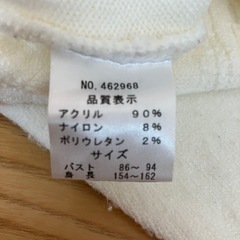 NO.462968
品質表示
アクリル 90%
ナイロン 8%
ポリウレタン 2%
サイズ
バスト 86~ 94
身長 154~162